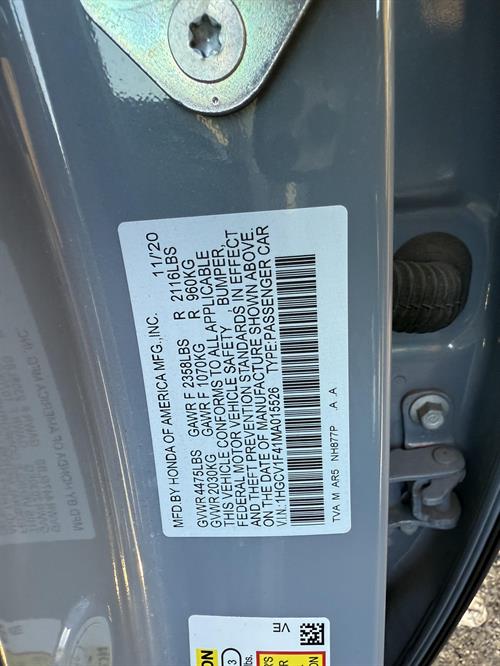 MFD.BY HONDA OF AMERICA MFG.,INC. 11/20
GVWR 4475LBS GAWR F 2358LBS R 2116LBS
GVWR 2030KG GAWR F 1070KG R 960KG
THIS VEHICLE CONFORMS TO ALL APPLICABLE
FEDERAL MOTOR VEHICLE SAFETY , BUMPER,
AND THEFT PREVENTION STANDARDS IN EFFECT
ON THE DATE OF MANUFACTURE SHOWN ABOVE.
V.I.N.:1HGCV1F41MA015526 TYPE:PASSENGER CAR
TVA M AR5 NH877P .A .A
VE
3